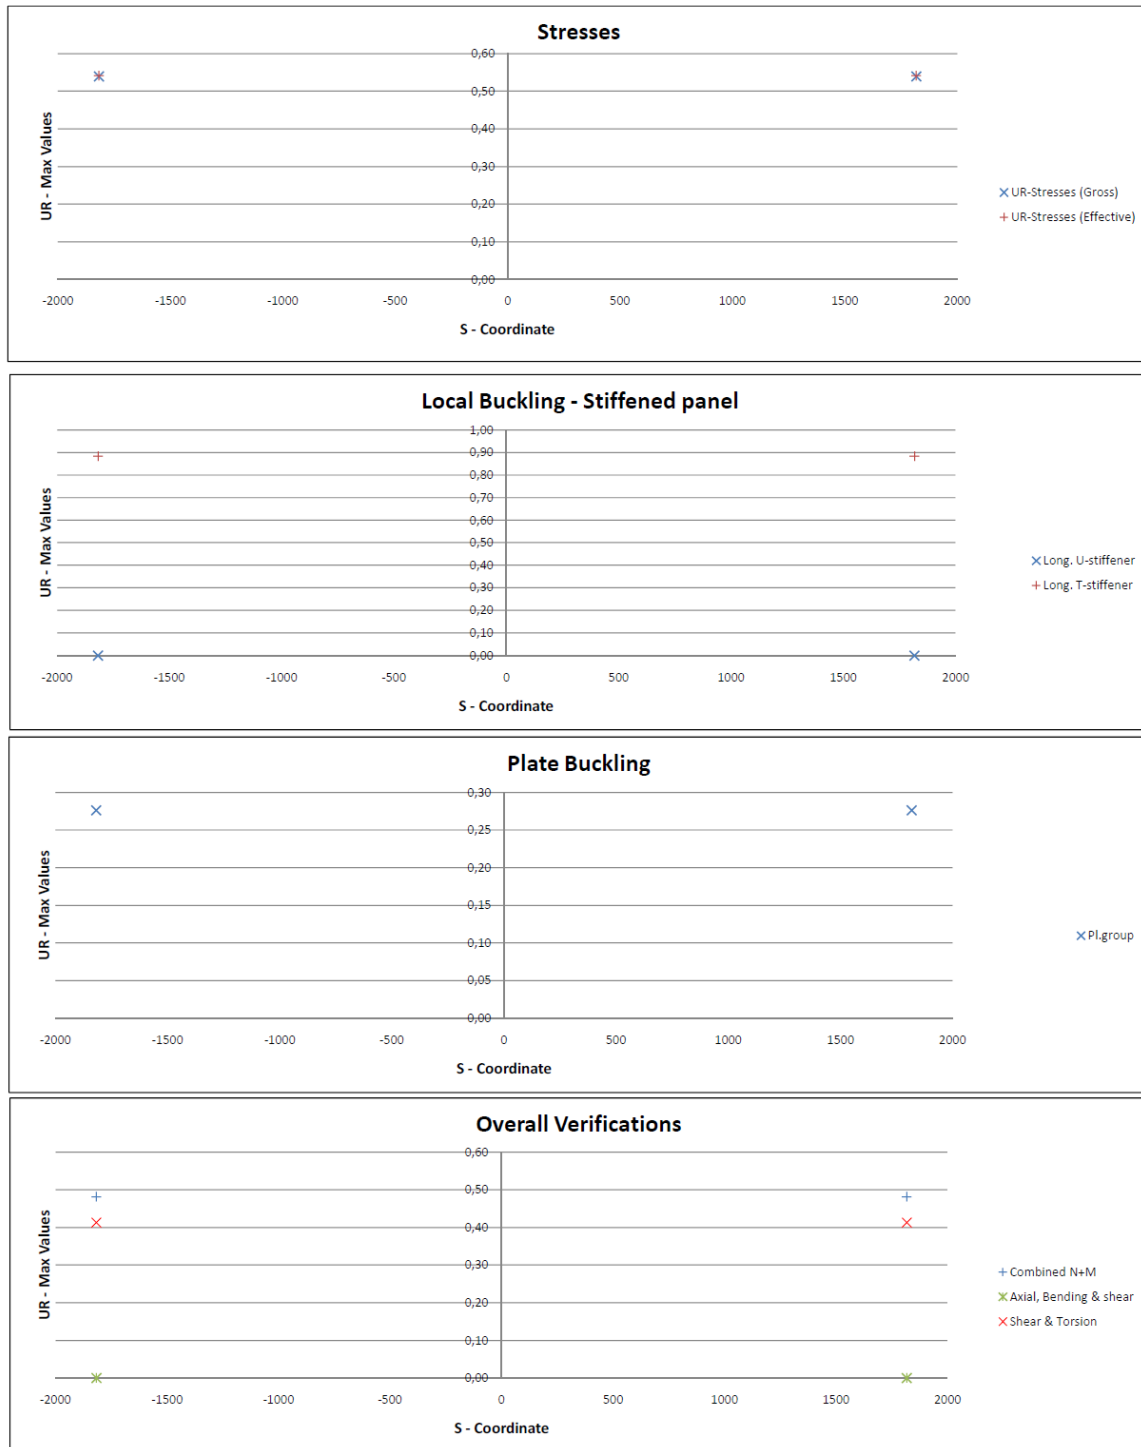 Stresses
0,60
0,50
0,40
0,30
0,20
0,10
0,00
-2000 -1500 -1000 -500 0 500 1000 1500 2000
UR - Max Values
S - Coordinate
UR-Stresses (Gross)
UR-Stresses (Effective)
Local Buckling - Stiffened panel
1,00
0,90
0,80
0,70
0,60
0,50
0,40
0,30
0,20
0,10
0,00
-2000 -1500 -1000 -500 0 500 1000 1500 2000
UR - Max Values
S - Coordinate
Long. U-stiffener
Long. T-stiffener
Plate Buckling
0,30
0,25
0,20
0,15
0,10
0,05
0,00
-2000 -1500 -1000 -500 0 500 1000 1500 2000
UR - Max Values
S - Coordinate
Pl.group
Overall Verifications
0,60
0,50
0,40
0,30
0,20
0,10
0,00
-2000 -1500 -1000 -500 0 500 1000 1500 2000
UR - Max Values
S - Coordinate
Combined N+M
Axial, Bending & shear
Shear & Torsion